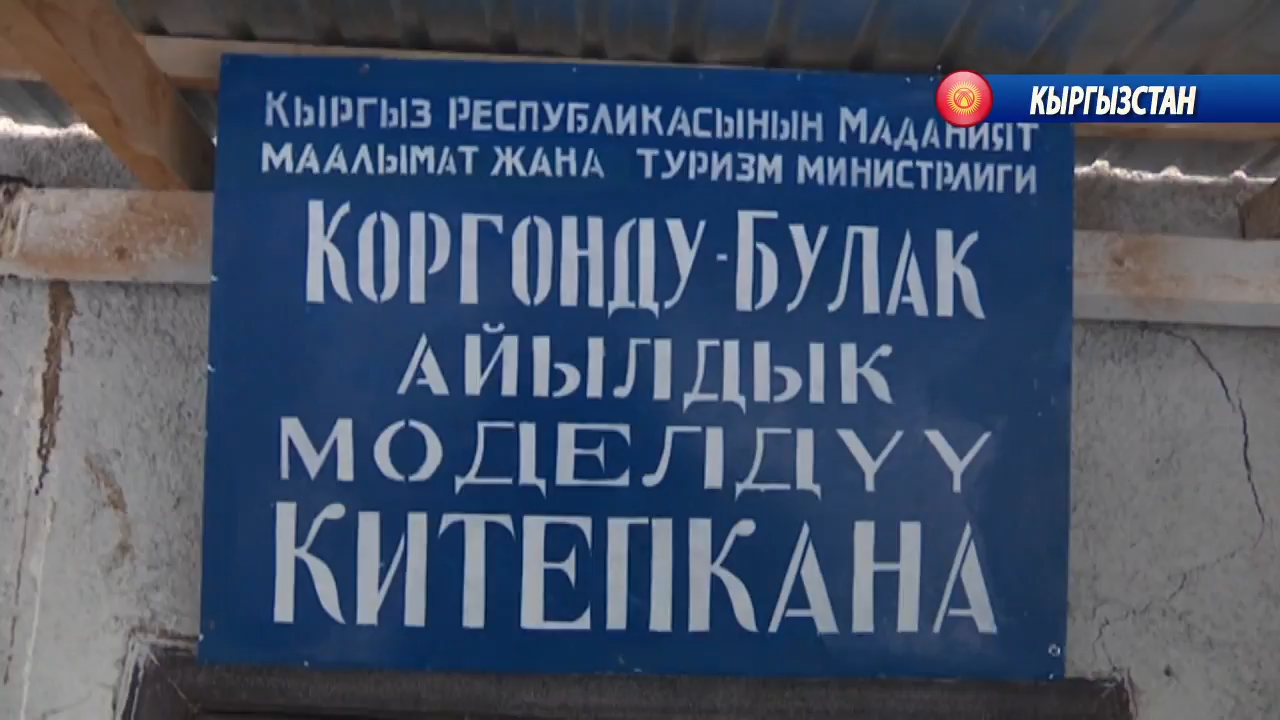 КЫРГЫЗСТАН
Кыргыз Республикасынын Маданият
маалымат жана туризм министрлиги
Коргонду-Булак
айылдык
моделдүү
Китепкана